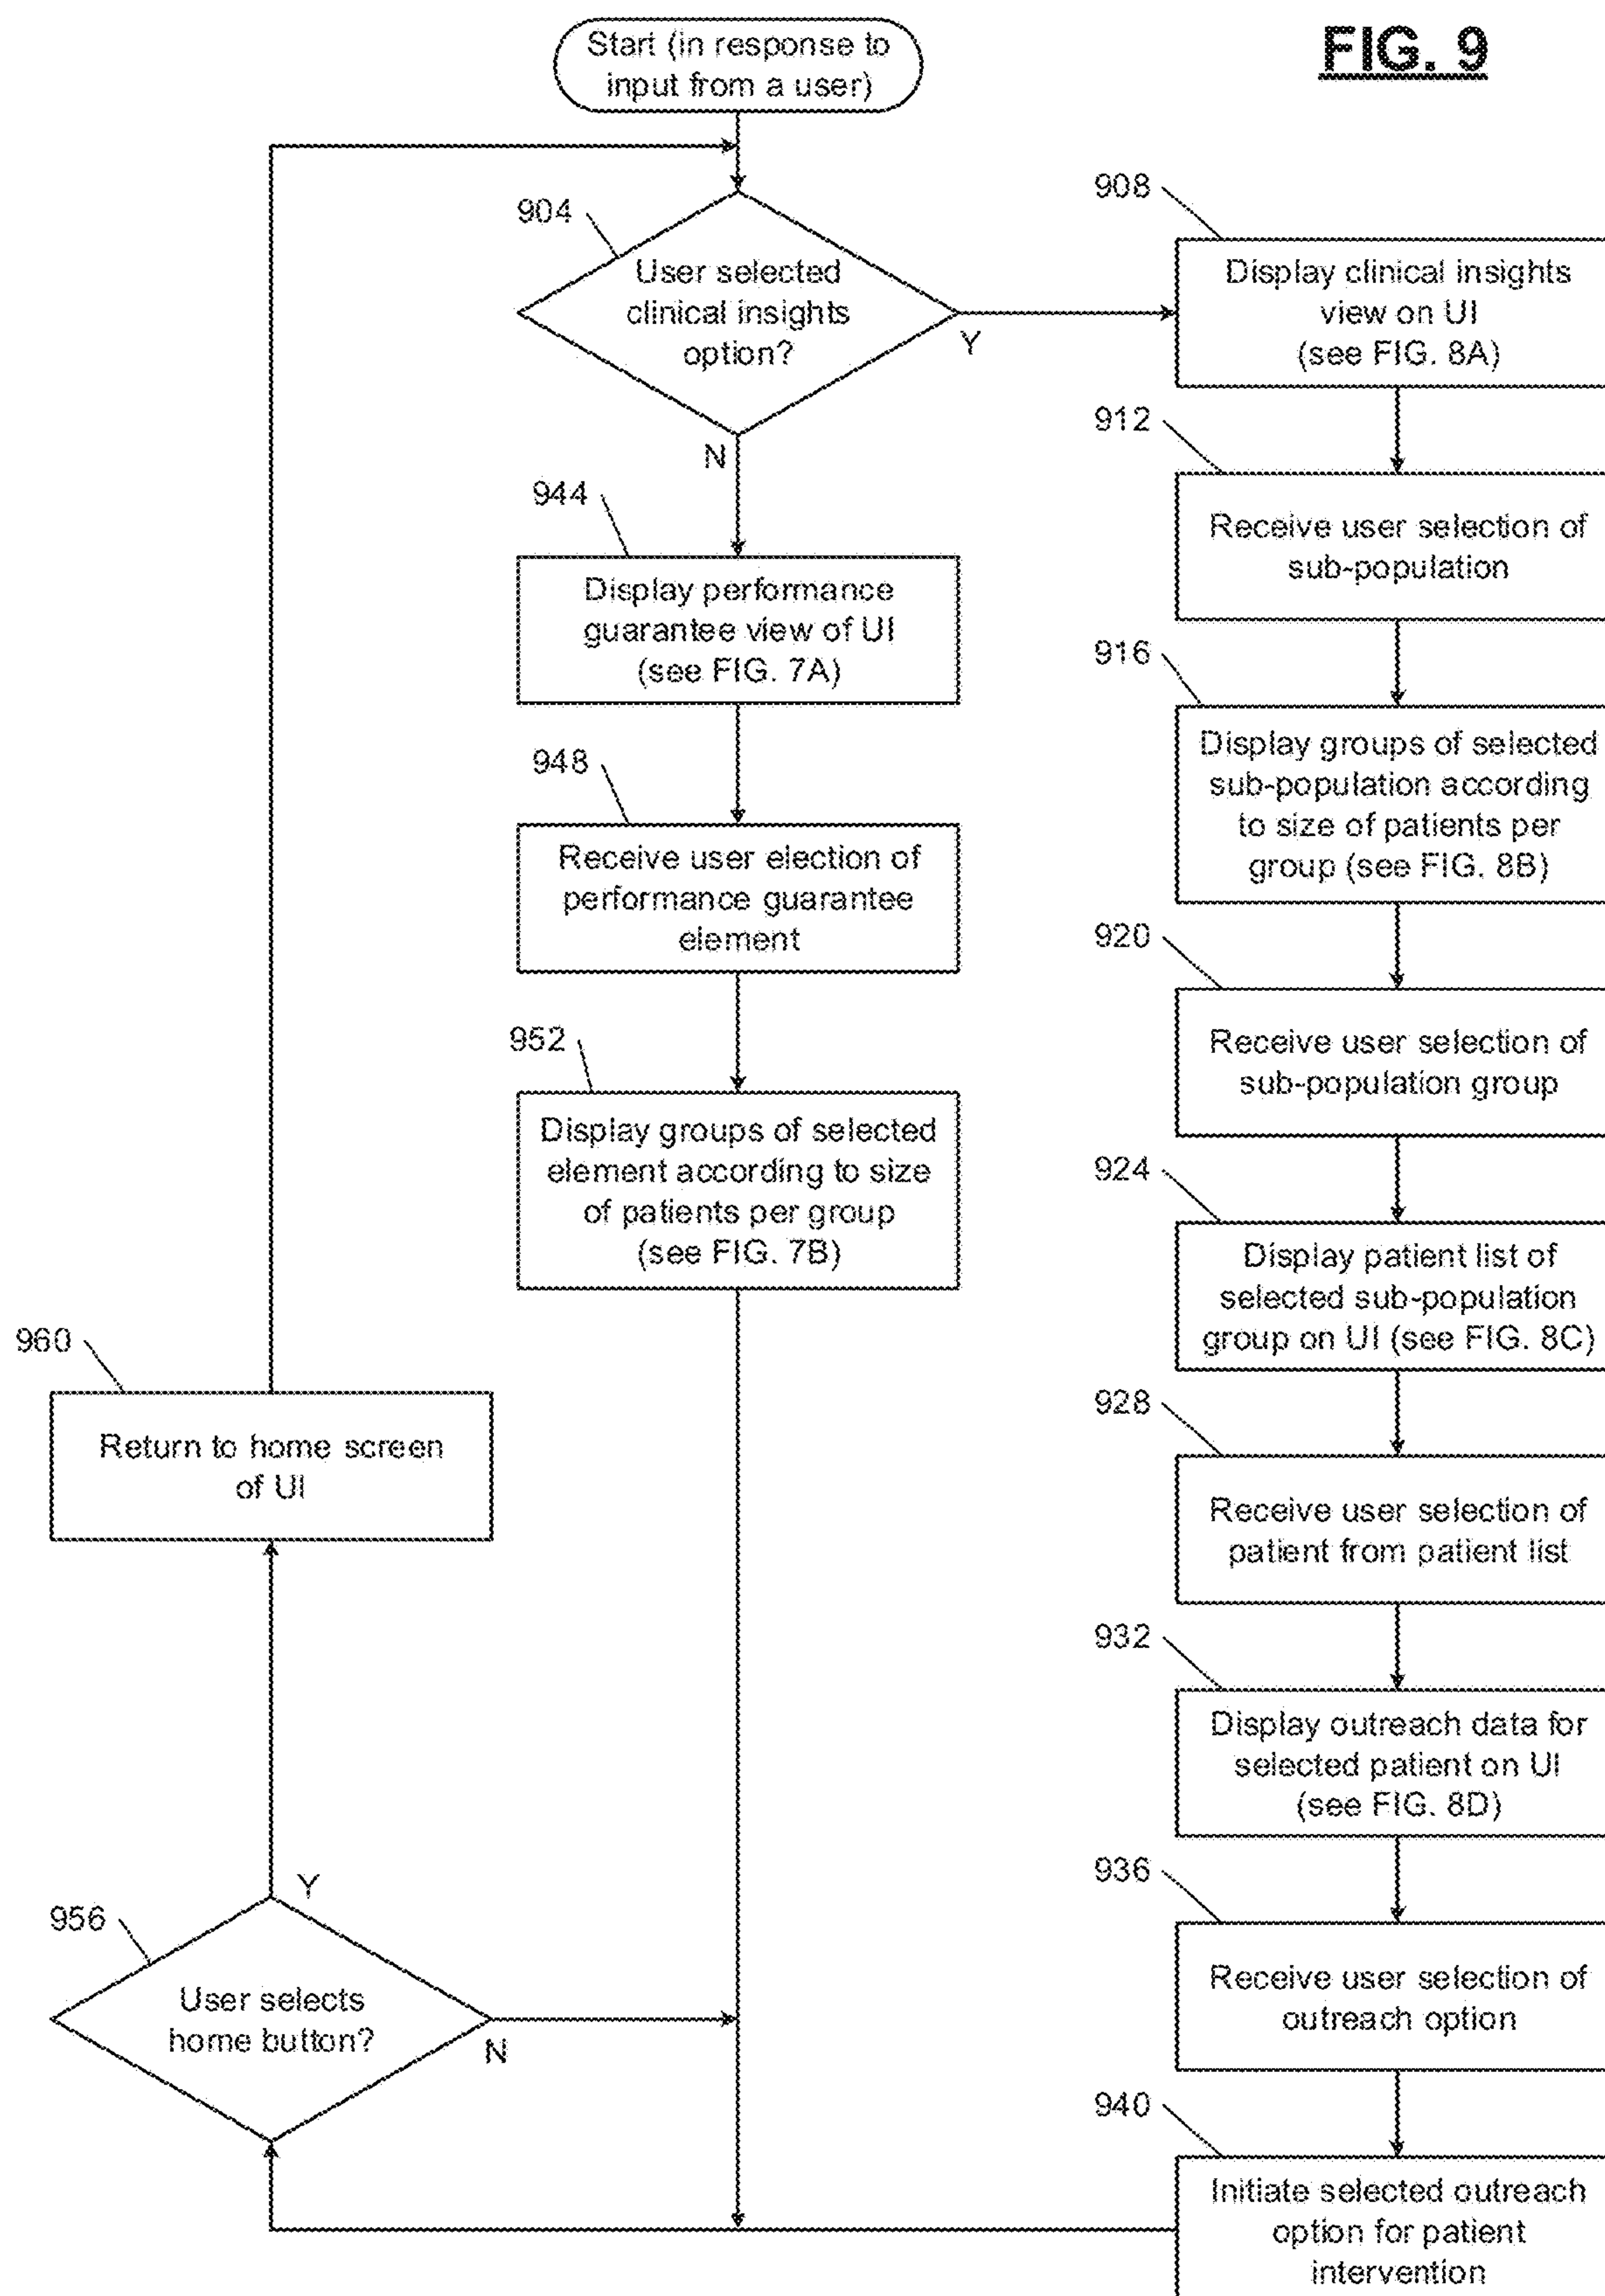 FIG. 9
Start (in response to
input from a user)
904
User selected
clinical insights
option?
Y
N
908
Display clinical insights
view on UI
(see FIG. 8A)
912
Receive user selection of
sub-population
916
Display groups of selected
sub-population according
to size of patients per
group (see FIG. 8B)
920
Receive user selection of
sub-population group
924
Display patient list of
selected sub-population
group on UI (see FIG. 8C)
928
Receive user selection of
patient from patient list
932
Display outreach data for
selected patient on UI
(see FIG. 8D)
936
Receive user selection of
outreach option
940
Initiate selected outreach
option for patient
intervention
944
Display performance
guarantee view of UI
(see FIG. 7A)
948
Receive user election of
performance guarantee
element
952
Display groups of selected
element according to size
of patients per group
(see FIG. 7B)
956
User selects
home button?
Y
N
960
Return to home screen
of UI